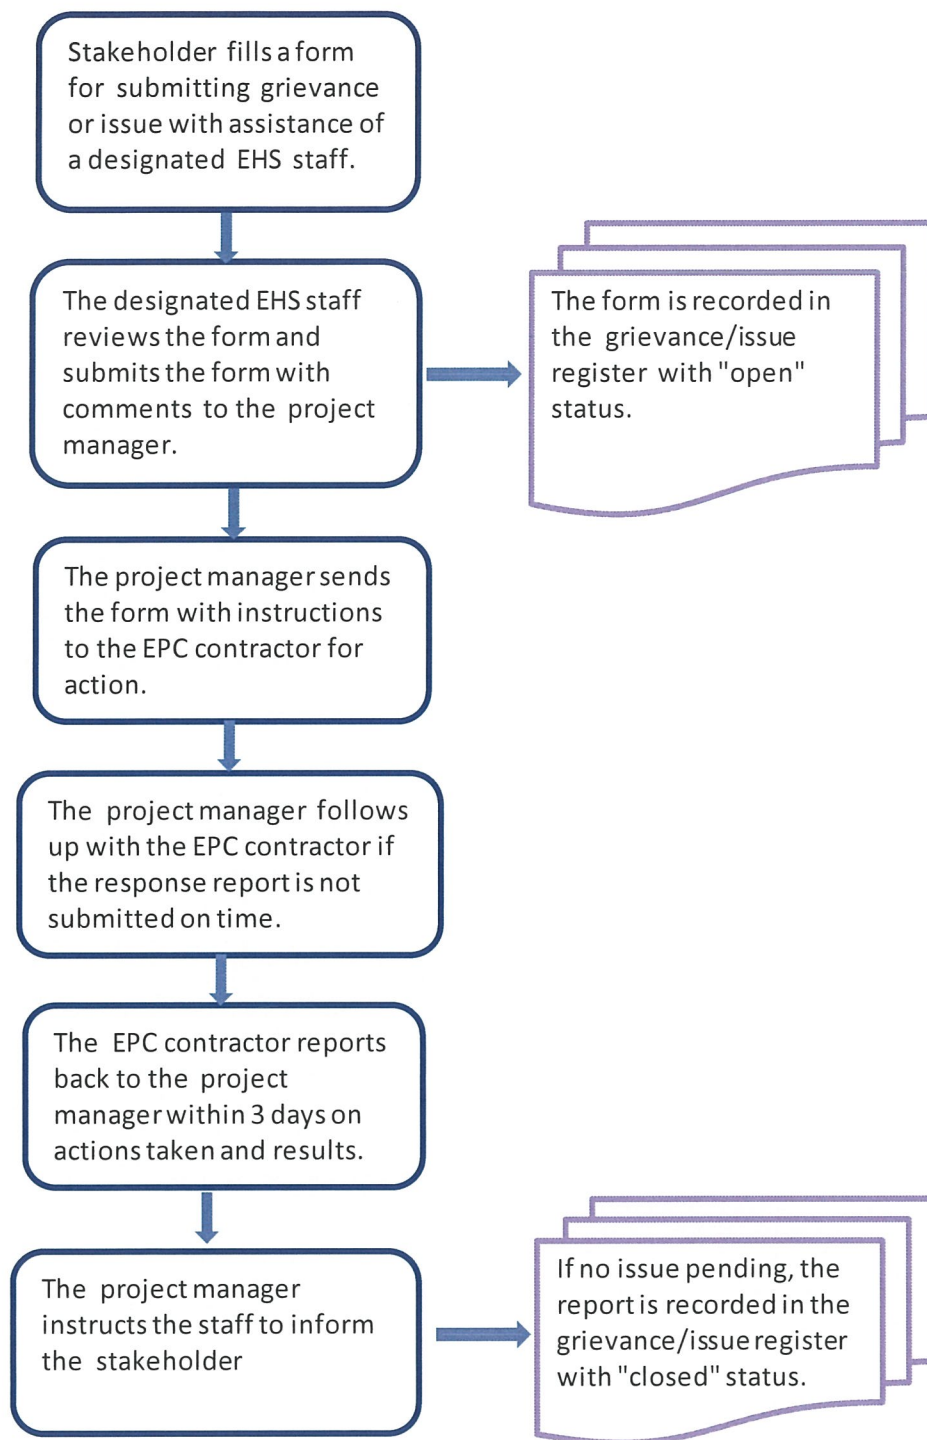 Stakeholder fills a form
for submitting grievance
or issue with assistance of
a designated EHS staff.
The designated EHS staff
reviews the form and
submits the form with
comments to the project
manager.
The form is recorded in
the grievance/issue
register with "open"
status.
The project manager sends
the form with instructions
to the EPC contractor for
action.
The project manager follows
up with the EPC contractor if
the response report is not
submitted on time.
The EPC contractor reports
back to the project
manager within 3 days on
actions taken and results.
The project manager
instructs the staff to inform
the stakeholder
If no issue pending, the
report is recorded in the
grievance/issue register
with "closed" status.